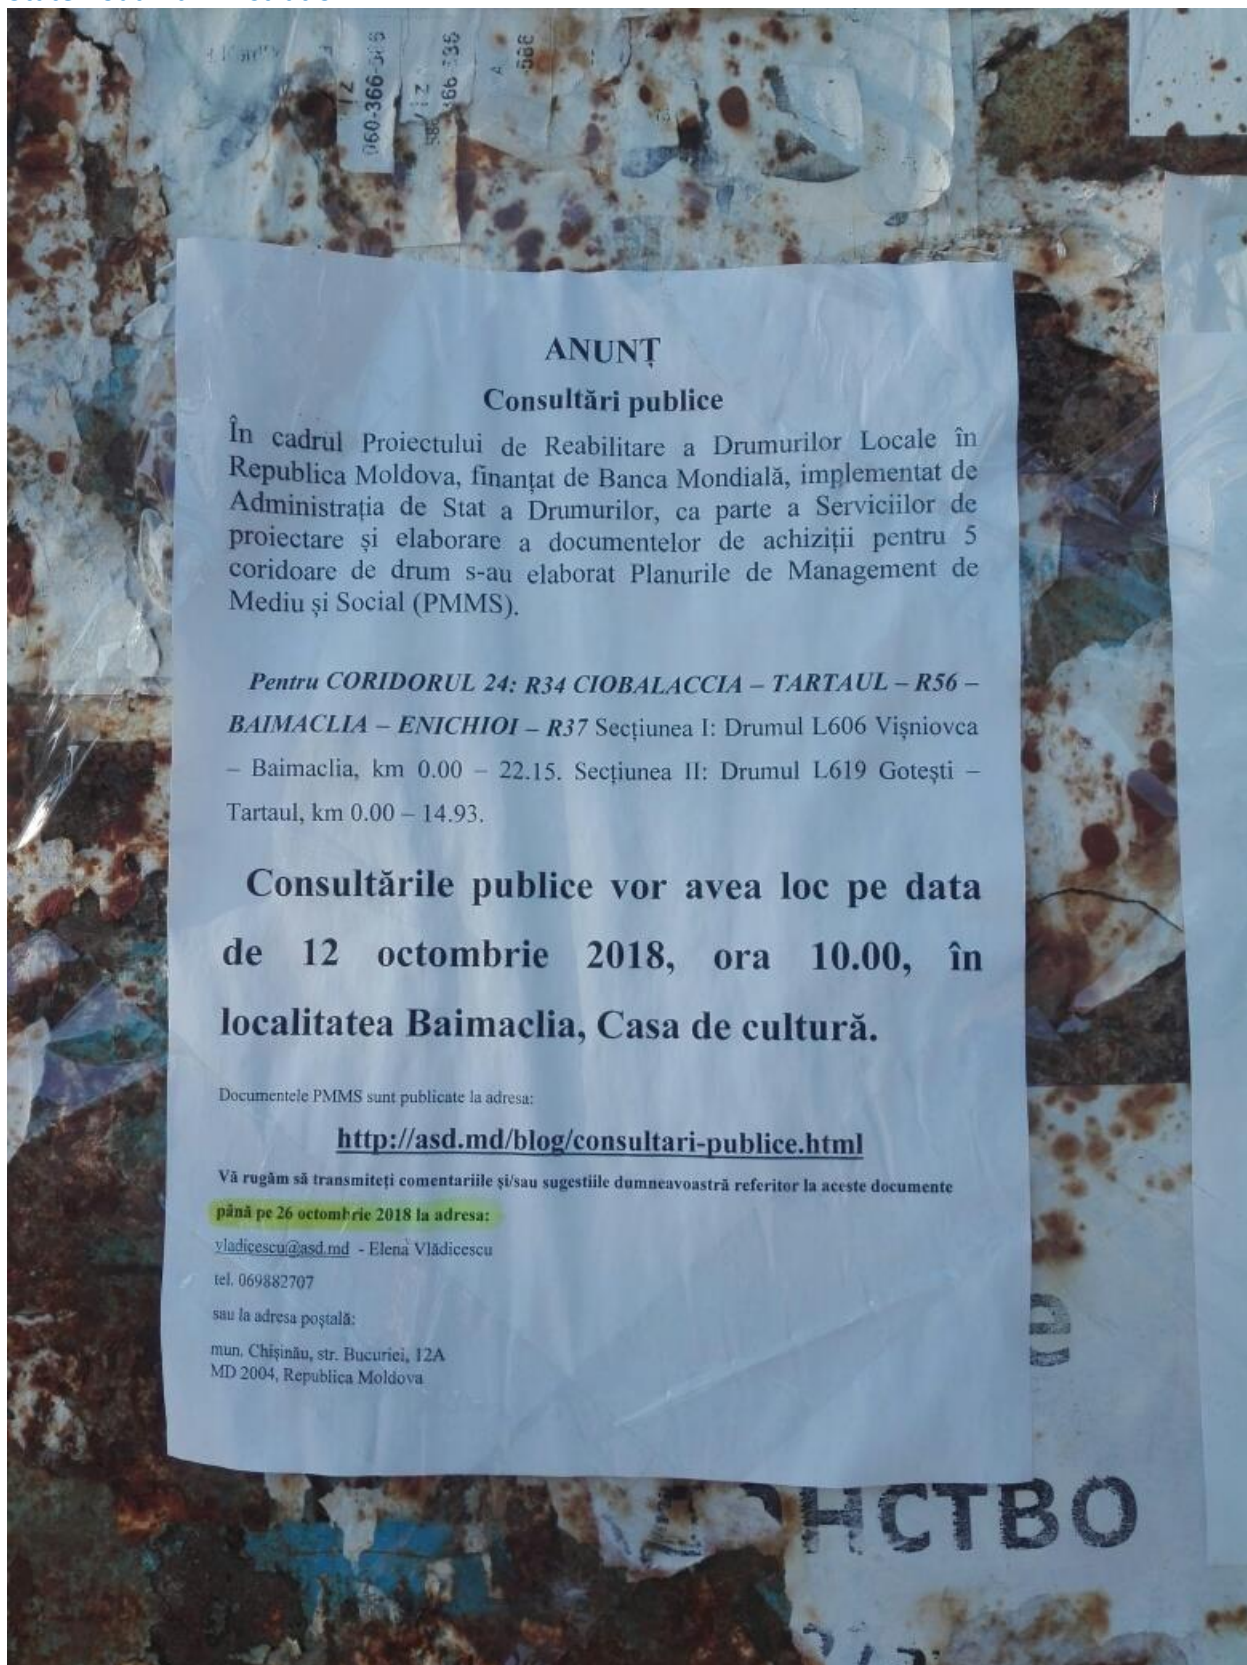 060-366-
ANUNȚ
Consultări publice
În cadrul Proiectului de Reabilitare a Drumurilor Locale în
Republica Moldova, finanțat de Banca Mondială, implementat de
Administrația de Stat a Drumurilor, ca parte a Serviciilor de
proiectare și elaborare a documentelor de achiziții pentru 5
coridoare de drum s-au elaborat Planurile de Management de
Mediu și Social (PMMS).
Pentru CORIDORUL 24: R34 CIOBALACCIA – TARTAUL – R56 –
BAIMACLIA – ENICHIOI – R37 Secțiunea I: Drumul L606 Vișniovca
– Baimaclia, km 0.00 – 22.15. Secțiunea II: Drumul L619 Gotești –
Tartaul, km 0.00 – 14.93.
Consultările publice vor avea loc pe data
de 12 octombrie 2018, ora 10.00, în
localitatea Baimaclia, Casa de cultură.
Documentele PMMS sunt publicate la adresa:
http://asd.md/blog/consultari-publice.html
Vă rugăm să transmiteți comentariile și/sau sugestiile dumneavoastră referitor la aceste documente
până pe 26 octombrie 2018 la adresa:
vladicescu@asd.md - Elena Vlădicescu
tel. 069882707
sau la adresa poștală:
mun. Chișinău, str. Bucuriei, 12A
MD 2004, Republica Moldova
НСТВО